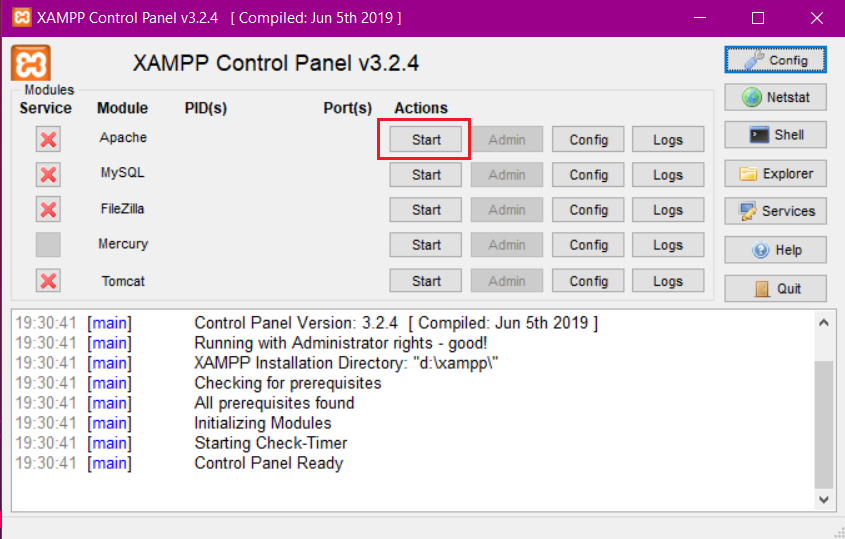 XAMPP Control Panel v3.2.4 [ Compiled: Jun 5th 2019 ]
XAMPP Control Panel v3.2.4
Config
Modules
Service Module PID(s) Port(s) Actions
Netstat
Apache Start Admin Config Logs
Shell
MySQL Start Admin Config Logs
Explorer
FileZilla Start Admin Config Logs
Services
Mercury Start Admin Config Logs
Help
Tomcat Start Admin Config Logs
Quit
19:30:41 [main] Control Panel Version: 3.2.4 [ Compiled: Jun 5th 2019 ]
19:30:41 [main] Running with Administrator rights - good!
19:30:41 [main] XAMPP Installation Directory: "d:\xampp\"
19:30:41 [main] Checking for prerequisites
19:30:41 [main] All prerequisites found
19:30:41 [main] Initializing Modules
19:30:41 [main] Starting Check-Timer
19:30:41 [main] Control Panel Ready